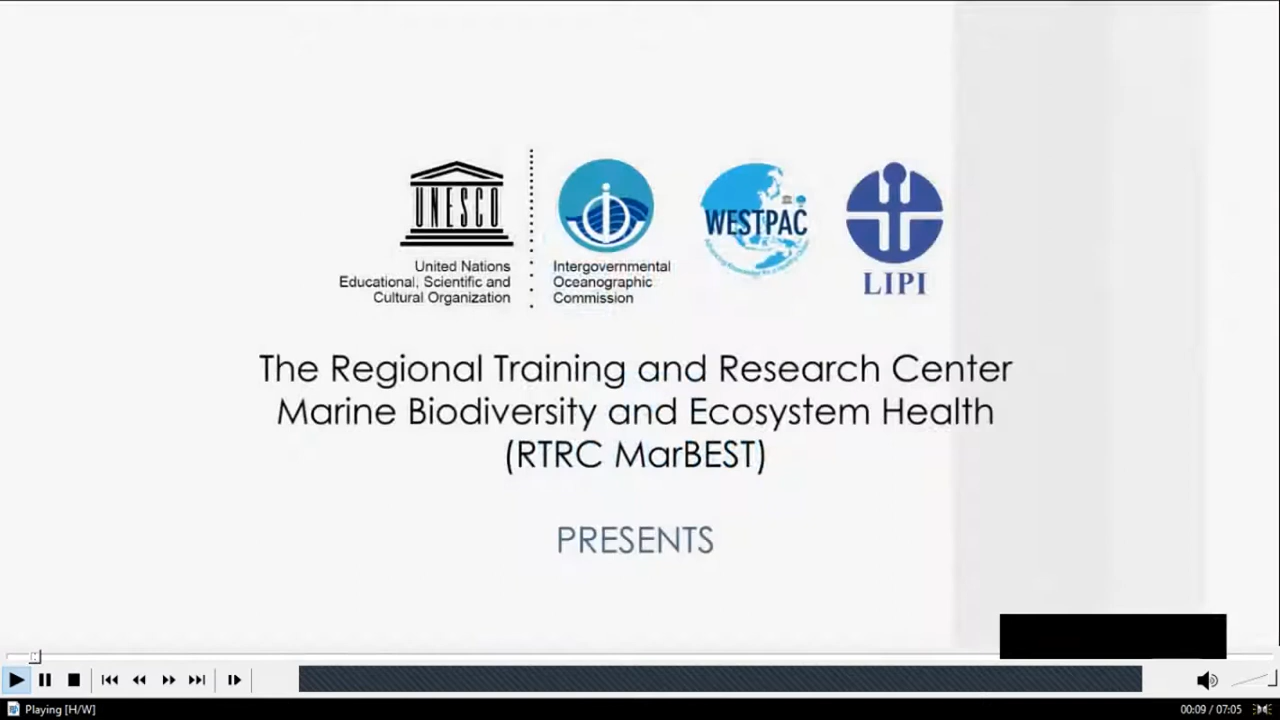 UNESCO
United Nations
Educational, Scientific and
Cultural Organization
Intergovernmental
Oceanographic
Commission
WESTPAC
LIPI
The Regional Training and Research Center
Marine Biodiversity and Ecosystem Health
(RTRC MarBEST)
PRESENTS
Playing [H/W]
00:09 / 07:05